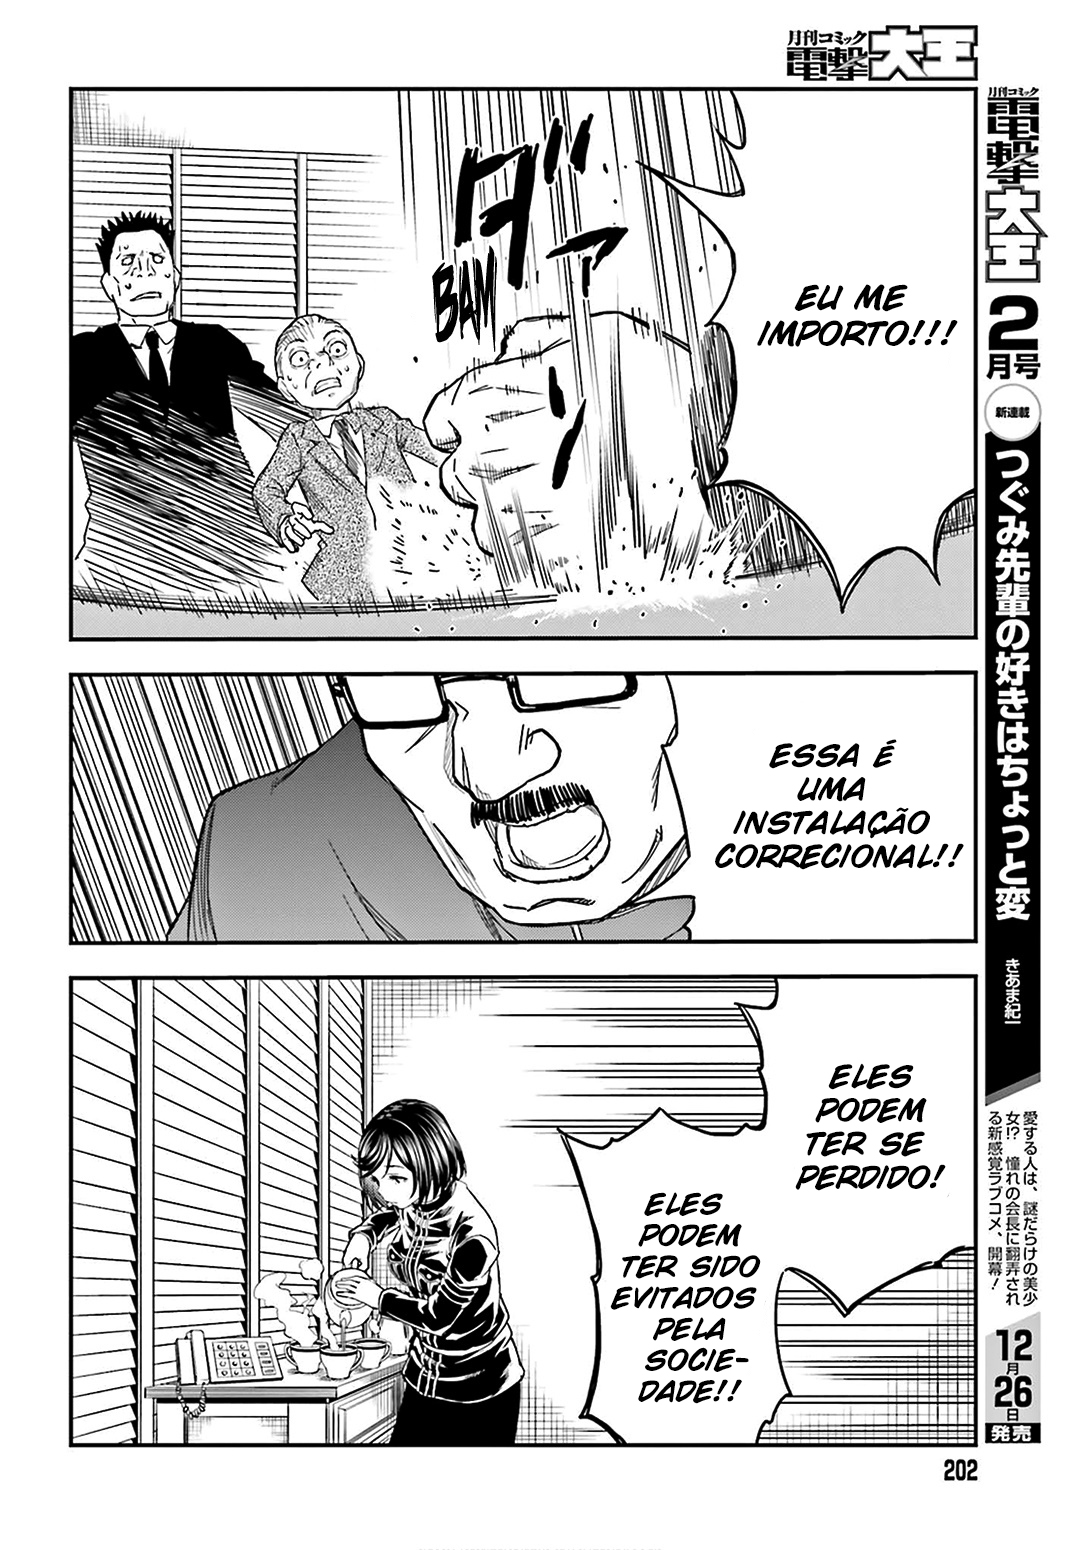 月刊コミック
電撃大王
EU ME
IMPORTO!!!
ダァ
BAM
ESSA É
UMA
INSTALAÇÃO
CORRECIONAL!!
ELES
PODEM
TER SE
PERDIDO!
ELES
PODEM
TER SIDO
EVITADOS
PELA
SOCIE-
DADE!!
月刊コミック
電撃大王
2
月号
新連載
つぐみ先輩の好きはちょっと変
きあま紀一
愛する人は、謎だらけの美少
女!? 憧れの会長に翻弄され
る新感覚ラブコメ、開幕!
12
月
26
日
発売
202